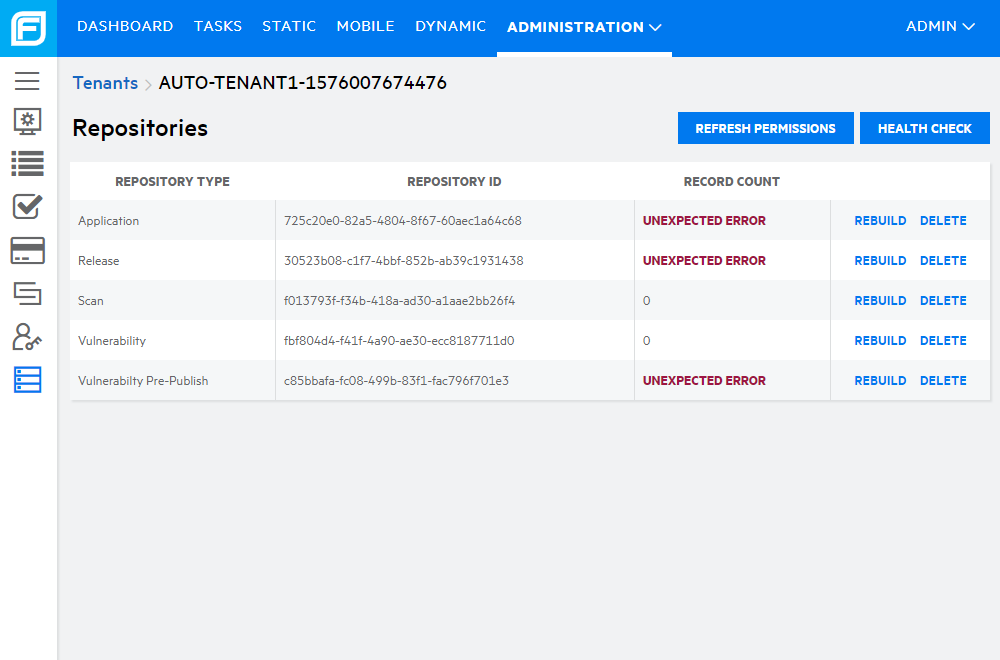 DASHBOARD TASKS STATIC MOBILE DYNAMIC ADMINISTRATION ADMIN
Tenants > AUTO-TENANT1-1576007674476
Repositories REFRESH PERMISSIONS HEALTH CHECK
REPOSITORY TYPE REPOSITORY ID RECORD COUNT
Application 725c20e0-82a5-4804-8f67-60aec1a64c68 UNEXPECTED ERROR REBUILD DELETE
Release 30523b08-c1f7-4bbf-852b-ab39c1931438 UNEXPECTED ERROR REBUILD DELETE
Scan f013793f-f34b-418a-ad30-a1aae2bb26f4 0 REBUILD DELETE
Vulnerability fbf804d4-f41f-4a90-ae30-ecc8187711d0 0 REBUILD DELETE
Vulnerabilty Pre-Publish c85bbafa-fc08-499b-83f1-fac796f701e3 UNEXPECTED ERROR REBUILD DELETE